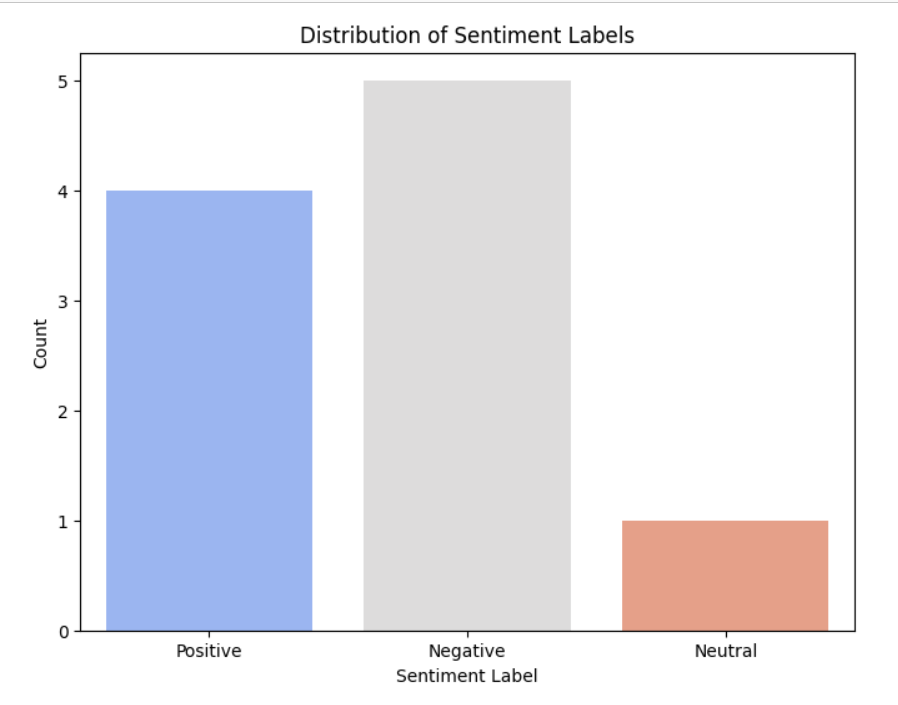 Distribution of Sentiment Labels
5
4
3
2
1
0
Count
Positive Negative Neutral
Sentiment Label